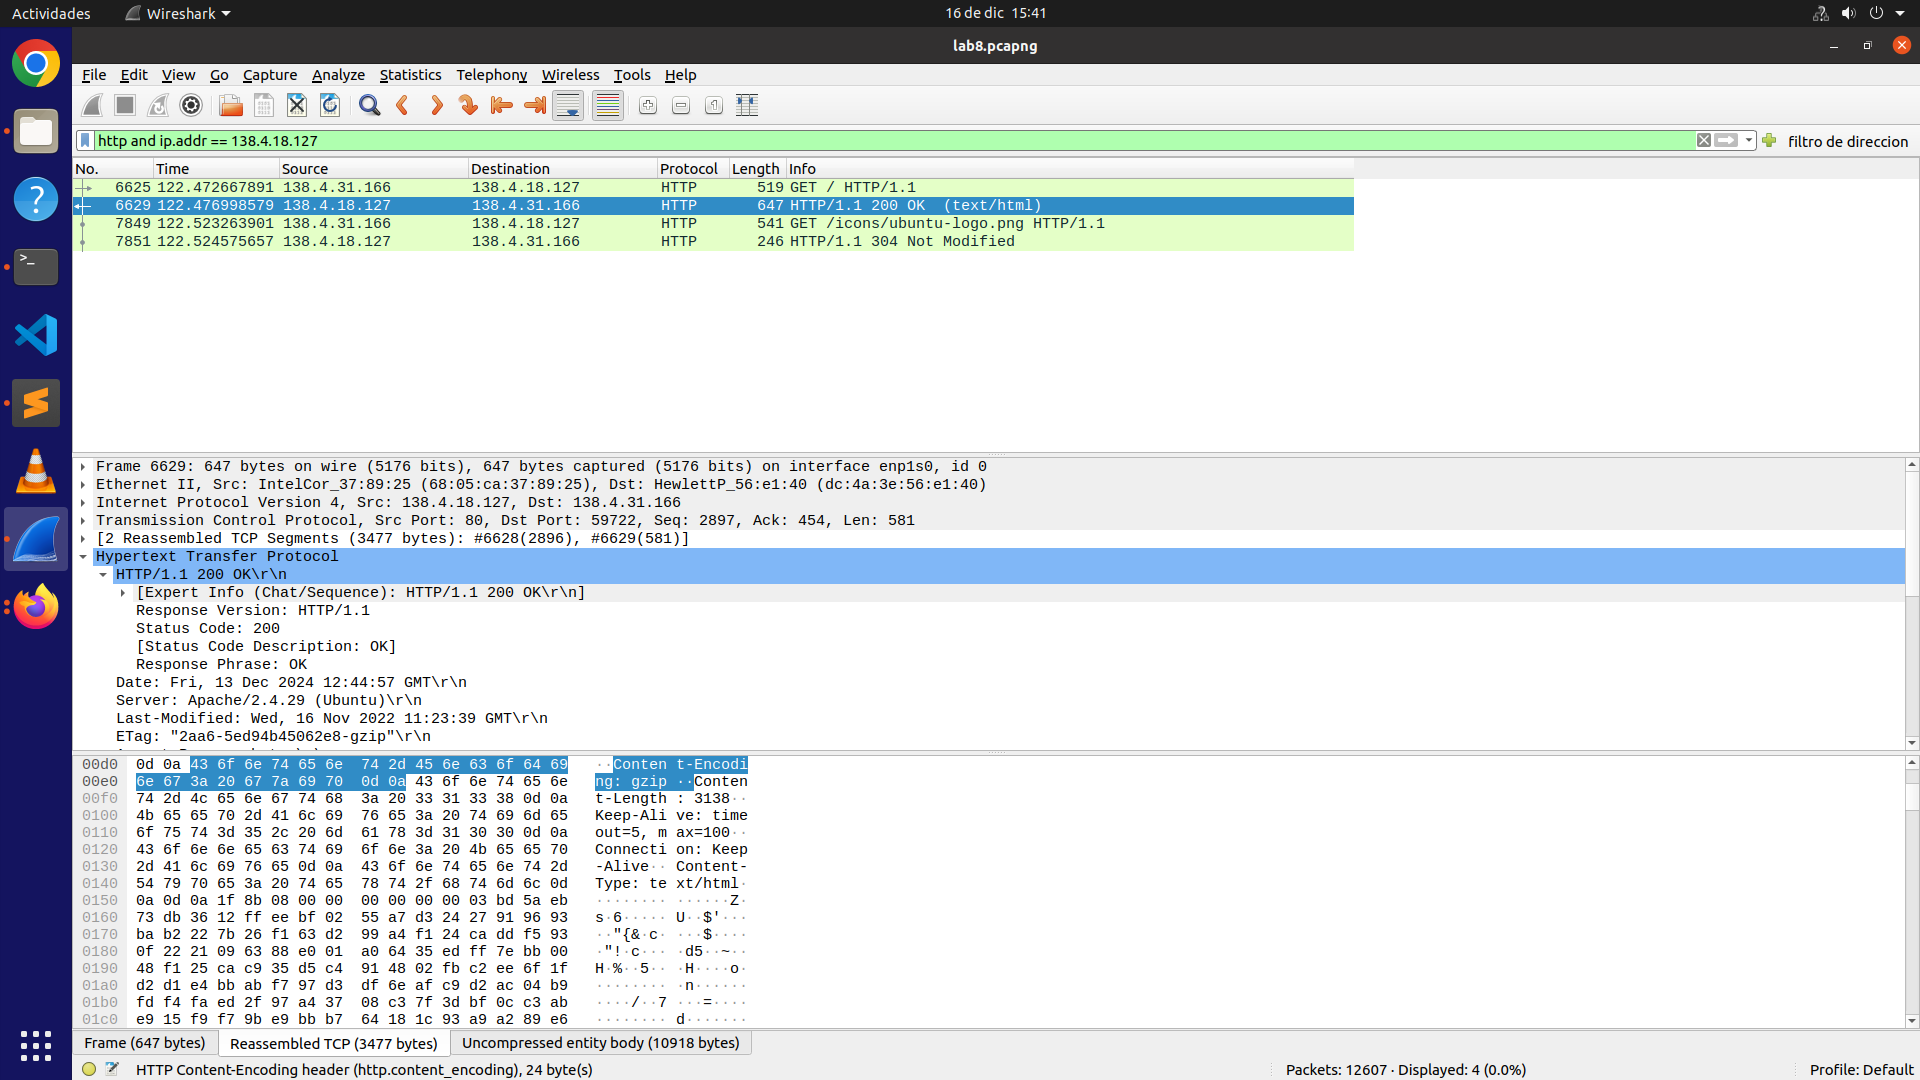 Actividades
Wireshark
16 de dic 15:41
lab8.pcapng
File Edit View Go Capture Analyze Statistics Telephony Wireless Tools Help
http and ip.addr == 138.4.18.127
filtro de direccion
No. Time Source Destination Protocol Length Info
6625 122.472667891 138.4.31.166 138.4.18.127 HTTP 519 GET / HTTP/1.1
6629 122.476998579 138.4.18.127 138.4.31.166 HTTP 647 HTTP/1.1 200 OK (text/html)
7849 122.523263901 138.4.31.166 138.4.18.127 HTTP 541 GET /icons/ubuntu-logo.png HTTP/1.1
7851 122.524575657 138.4.18.127 138.4.31.166 HTTP 246 HTTP/1.1 304 Not Modified
Frame 6629: 647 bytes on wire (5176 bits), 647 bytes captured (5176 bits) on interface enp1s0, id 0
Ethernet II, Src: IntelCor_37:89:25 (68:05:ca:37:89:25), Dst: HewlettP_56:e1:40 (dc:4a:3e:56:e1:40)
Internet Protocol Version 4, Src: 138.4.18.127, Dst: 138.4.31.166
Transmission Control Protocol, Src Port: 80, Dst Port: 59722, Seq: 2897, Ack: 454, Len: 581
[2 Reassembled TCP Segments (3477 bytes): #6628(2896), #6629(581)]
Hypertext Transfer Protocol
HTTP/1.1 200 OK\r\n
[Expert Info (Chat/Sequence): HTTP/1.1 200 OK\r\n]
Response Version: HTTP/1.1
Status Code: 200
[Status Code Description: OK]
Response Phrase: OK
Date: Fri, 13 Dec 2024 12:44:57 GMT\r\n
Server: Apache/2.4.29 (Ubuntu)\r\n
Last-Modified: Wed, 16 Nov 2022 11:23:39 GMT\r\n
ETag: "2aa6-5ed94b45062e8-gzip"\r\n
00d0 0d 0a 43 6f 6e 74 65 6e 74 2d 45 6e 63 6f 64 69 ··Conten t-Encodi
00e0 6e 67 3a 20 67 7a 69 70 0d 0a 43 6f 6e 74 65 6e ng: gzip ··Conten
00f0 74 2d 4c 65 6e 67 74 68 3a 20 33 31 33 38 0d 0a t-Length : 3138··
0100 4b 65 65 70 2d 41 6c 69 76 65 3a 20 74 69 6d 65 Keep-Ali ve: time
0110 6f 75 74 3d 35 2c 20 6d 61 78 3d 31 30 30 0d 0a out=5, m ax=100··
0120 43 6f 6e 6e 65 63 74 69 6f 6e 3a 20 4b 65 65 70 Connecti on: Keep
0130 2d 41 6c 69 76 65 0d 0a 43 6f 6e 74 65 6e 74 2d -Alive·· Content-
0140 54 79 70 65 3a 20 74 65 78 74 2f 68 74 6d 6c 0d Type: te xt/html·
0150 0a 0d 0a 1f 8b 08 00 00 00 00 00 00 03 bd 5a eb ········ ······Z·
0160 73 db 36 12 ff ee bf 02 55 a7 d3 24 27 91 96 93 s·6····· U··$'···
0170 ba b2 22 7b 26 f1 63 d2 99 a4 f1 24 ca dd f5 93 ··"{&·c· ···$····
0180 0f 22 21 09 63 88 e0 01 a0 64 35 ed ff 7e bb 00 ·"!·c··· ·d5··~··
0190 48 f1 25 ca c9 35 d5 c4 91 48 02 fb c2 ee 6f 1f H·%··5·· ·H····o·
01a0 d2 d1 e4 bb ab f7 97 d3 df 6e af c9 d2 ac 04 b9 ········ ·n······
01b0 fd f4 fa ed 2f 97 a4 37 08 c3 7f 3d bf 0c c3 ab ····/··7 ···=····
01c0 e9 15 f9 f7 9b e9 bb b7 64 18 1c 93 a9 a2 89 e6 ········ d·······
Frame (647 bytes) Reassembled TCP (3477 bytes) Uncompressed entity body (10918 bytes)
HTTP Content-Encoding header (http.content_encoding), 24 byte(s) Packets: 12607 · Displayed: 4 (0.0%) Profile: Default